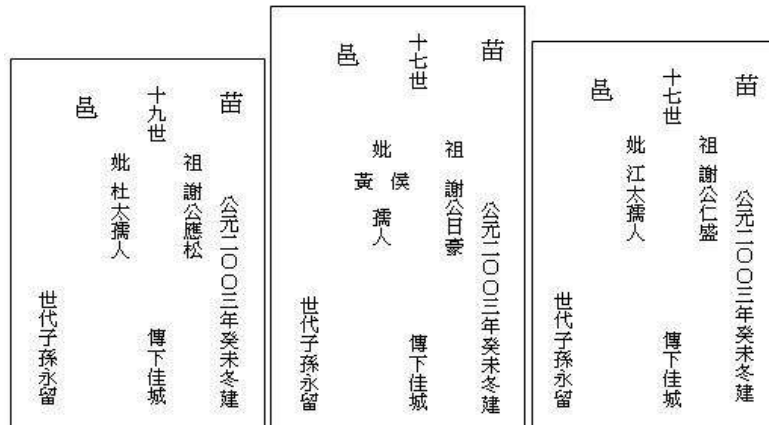 苗 公元二〇〇三年癸未冬建
祖 謝公仁盛
十七世 傳下佳城
妣 江太孺人
邑
世代子孫永留
苗 公元二〇〇三年癸未冬建
祖 謝公日豪
十七世 傳下佳城
妣 侯 黃 孺人
邑
世代子孫永留
苗 公元二〇〇三年癸未冬建
祖 謝公應松
十九世 傳下佳城
妣 杜太孺人
邑
世代子孫永留